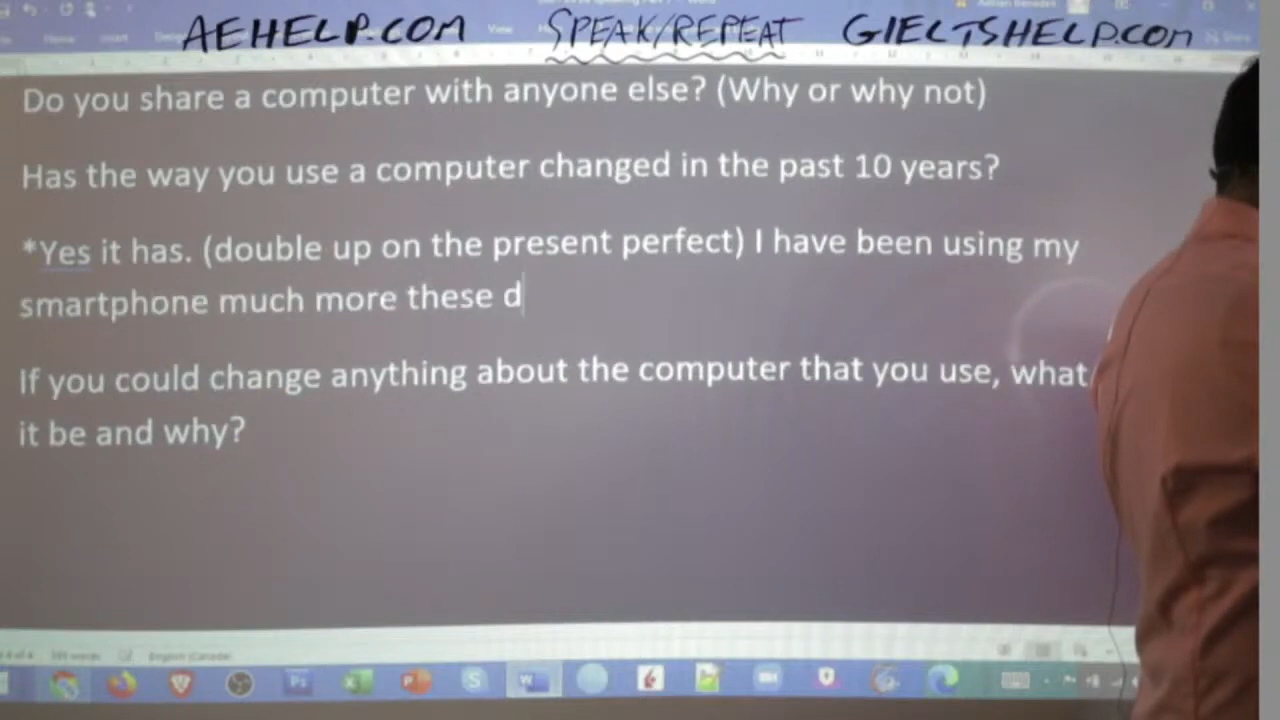 AEHELP.COM SPEAK/REPEAT GIELTSHELP.COM
Do you share a computer with anyone else? (Why or why not)
Has the way you use a computer changed in the past 10 years?
*Yes it has. (double up on the present perfect) I have been using my
smartphone much more these d
If you could change anything about the computer that you use, what
it be and why?
English (Canada)